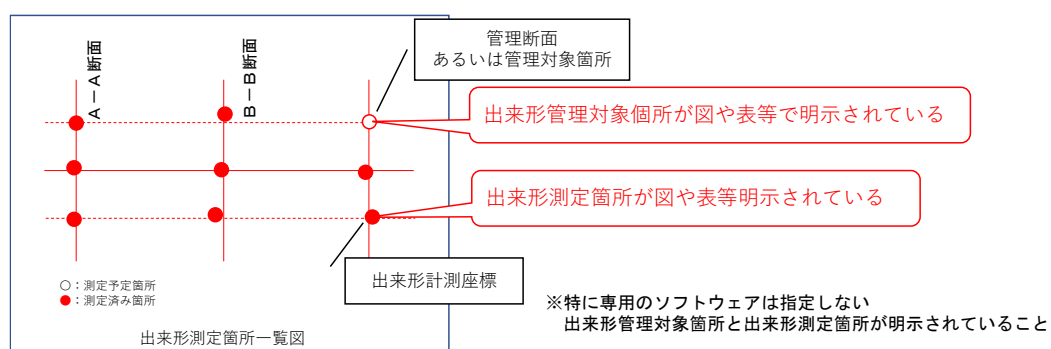 A－A断面
B－B断面
管理断面
あるいは管理対象箇所
出来形管理対象個所が図や表等で明示されている
出来形測定箇所が図や表等明示されている
出来形計測座標
○：測定予定箇所
●：測定済み箇所
出来形測定箇所一覧図
※特に専用のソフトウェアは指定しない
出来形管理対象箇所と出来形測定箇所が明示されていること